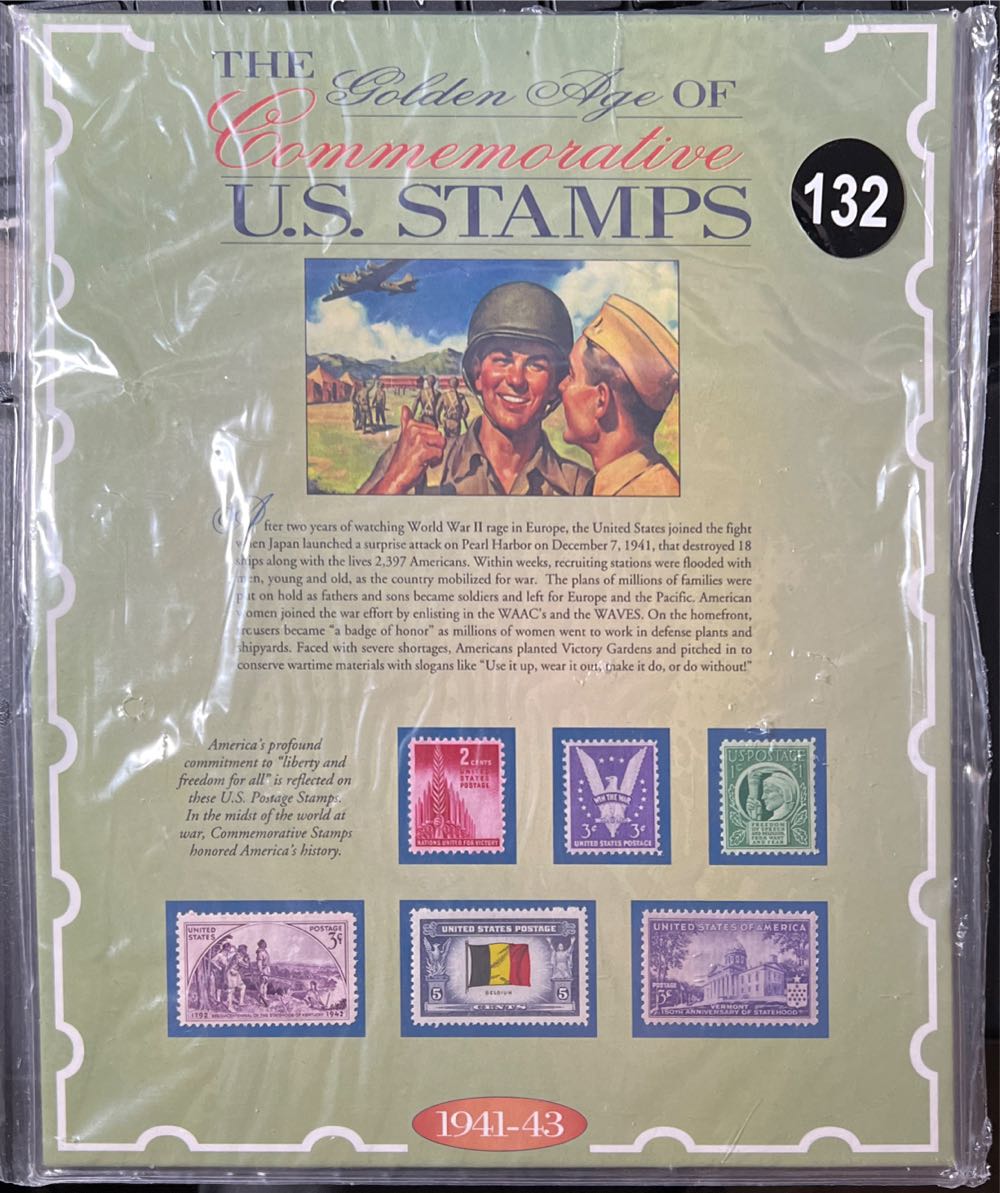 THE Golden Age OF
Commemorative
U.S. STAMPS
132
After two years of watching World War II rage in Europe, the United States joined the fight
when Japan launched a surprise attack on Pearl Harbor on December 7, 1941, that destroyed 18
ships along with the lives 2,397 Americans. Within weeks, recruiting stations were flooded with
men, young and old, as the country mobilized for war. The plans of millions of families were
put on hold as fathers and sons became soldiers and left for Europe and the Pacific. American
women joined the war effort by enlisting in the WAAC's and the WAVES. On the homefront,
trousers became "a badge of honor" as millions of women went to work in defense plants and
shipyards. Faced with severe shortages, Americans planted Victory Gardens and pitched in to
conserve wartime materials with slogans like "Use it up, wear it out, make it do, or do without!"
America's profound
commitment to "liberty and
freedom for all" is reflected on
these U.S. Postage Stamps.
In the midst of the world at
war, Commemorative Stamps
honored America's history.
2 CENTS
UNITED
STATES
POSTAGE
NATIONS UNITED FOR VICTORY
WIN THE WAR
3¢ 3¢
UNITED STATES POSTAGE
U.S. POSTAGE
1¢ ¢1
FREEDOM
OF SPEECH
AND RELIGION,
FROM WANT
AND FEAR
UNITED
STATES
POSTAGE
3¢
1792 SESQUICENTENNIAL OF THE STATEHOOD OF KENTUCKY 1942
UNITED STATES POSTAGE
BELGIUM
5 5
CENTS
UNITED STATES OF AMERICA
POSTAGE
3¢
VERMONT
150TH ANNIVERSARY OF STATEHOOD
1941-43